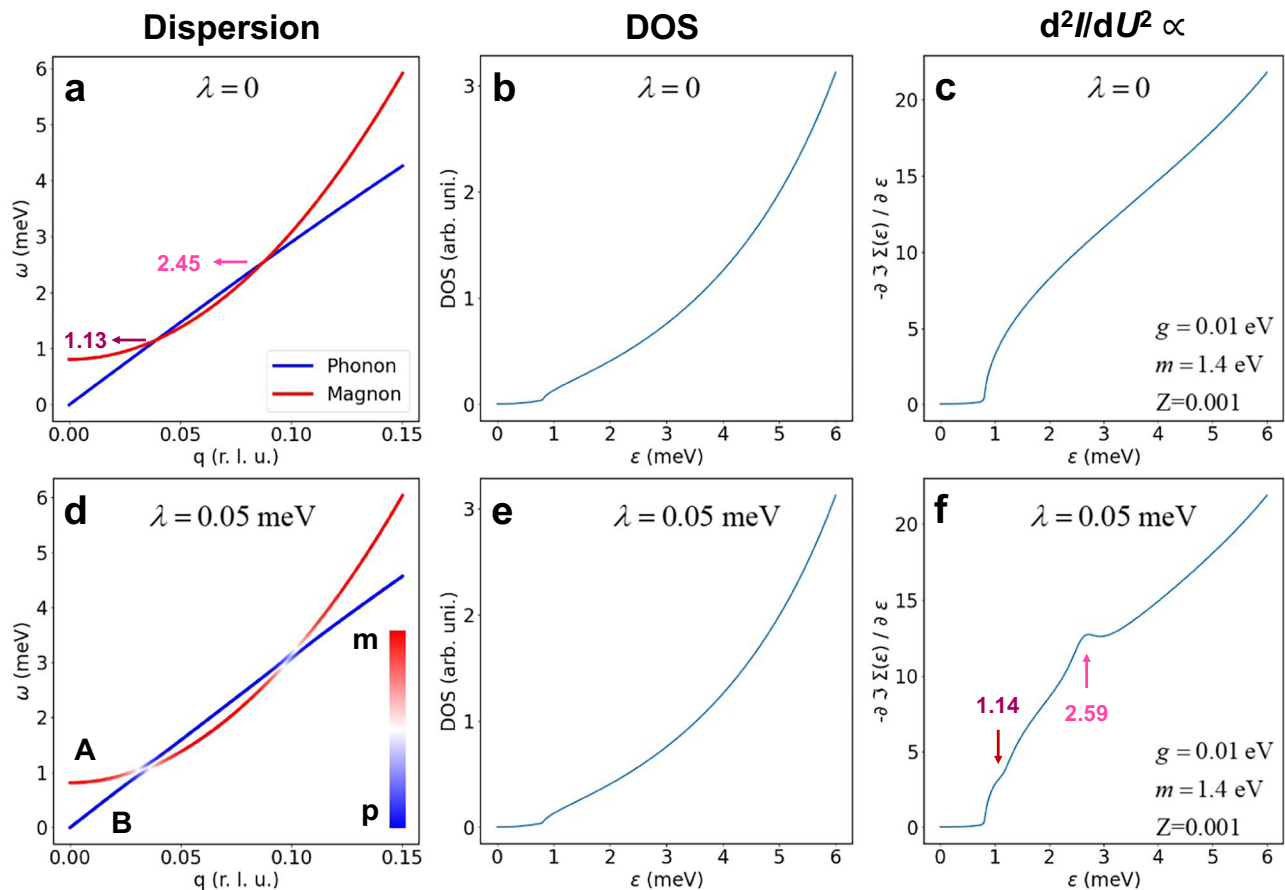 Dispersion
DOS
d²I/dU² ∝
a
λ = 0
6
5
4
3
2
1
0
ω (meV)
2.45
1.13
Phonon
Magnon
0.00
0.05
0.10
0.15
q (r. l. u.)
b
λ = 0
3
2
1
0
DOS (arb. uni.)
0
1
2
3
4
5
6
ε (meV)
c
λ = 0
20
15
10
5
0
-∂ ℑ Σ(ε) / ∂ ε
g = 0.01 eV
m = 1.4 eV
Z=0.001
0
1
2
3
4
5
6
ε (meV)
d
λ = 0.05 meV
6
5
4
3
2
1
0
ω (meV)
m
p
A
B
0.00
0.05
0.10
0.15
q (r. l. u.)
e
λ = 0.05 meV
3
2
1
0
DOS (arb. uni.)
0
1
2
3
4
5
6
ε (meV)
f
λ = 0.05 meV
20
15
10
5
0
-∂ ℑ Σ(ε) / ∂ ε
1.14
2.59
g = 0.01 eV
m = 1.4 eV
Z=0.001
0
1
2
3
4
5
6
ε (meV)